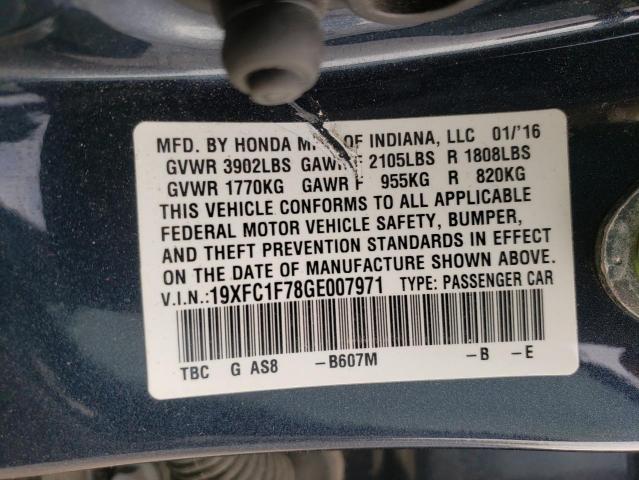 MFD. BY HONDA M OF INDIANA, LLC 01/'16
GVWR 3902LBS GAWR F 2105LBS R 1808LBS
GVWR 1770KG GAWR F 955KG R 820KG
THIS VEHICLE CONFORMS TO ALL APPLICABLE
FEDERAL MOTOR VEHICLE SAFETY, BUMPER,
AND THEFT PREVENTION STANDARDS IN EFFECT
ON THE DATE OF MANUFACTURE SHOWN ABOVE.
V.I.N.:19XFC1F78GE007971 TYPE: PASSENGER CAR
TBC G AS8 -B607M -B -E